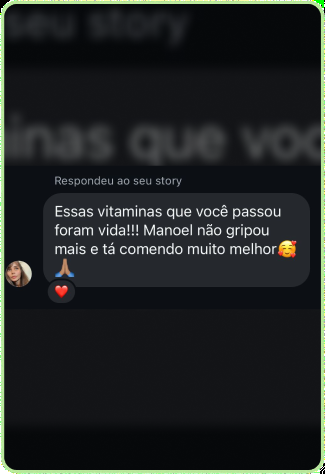 seu story
inas que voc
Respondeu ao seu story
Essas vitaminas que você passou
foram vida!!! Manoel não gripou
mais e tá comendo muito melhor🥰
🙏🏽
❤️